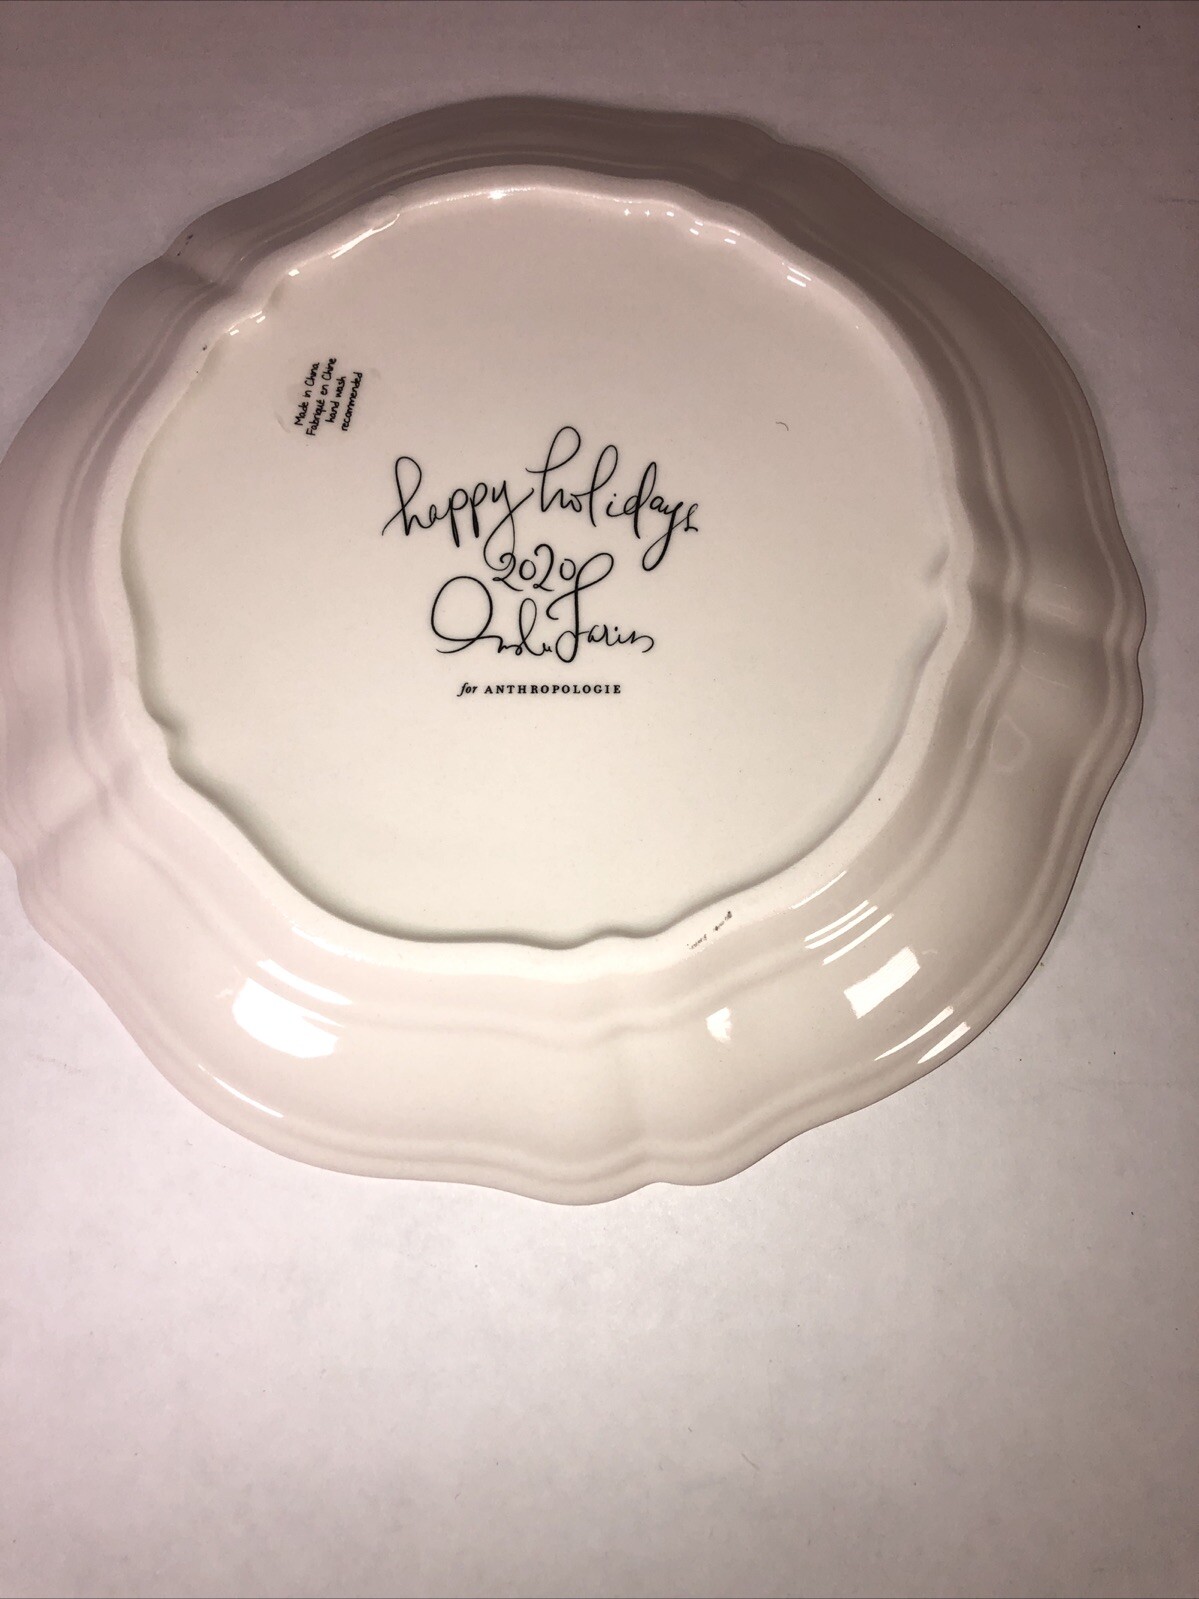 Made in China
Fabriqué en Chine
hand wash
recommended
happy holidays
2020
for ANTHROPOLOGIE